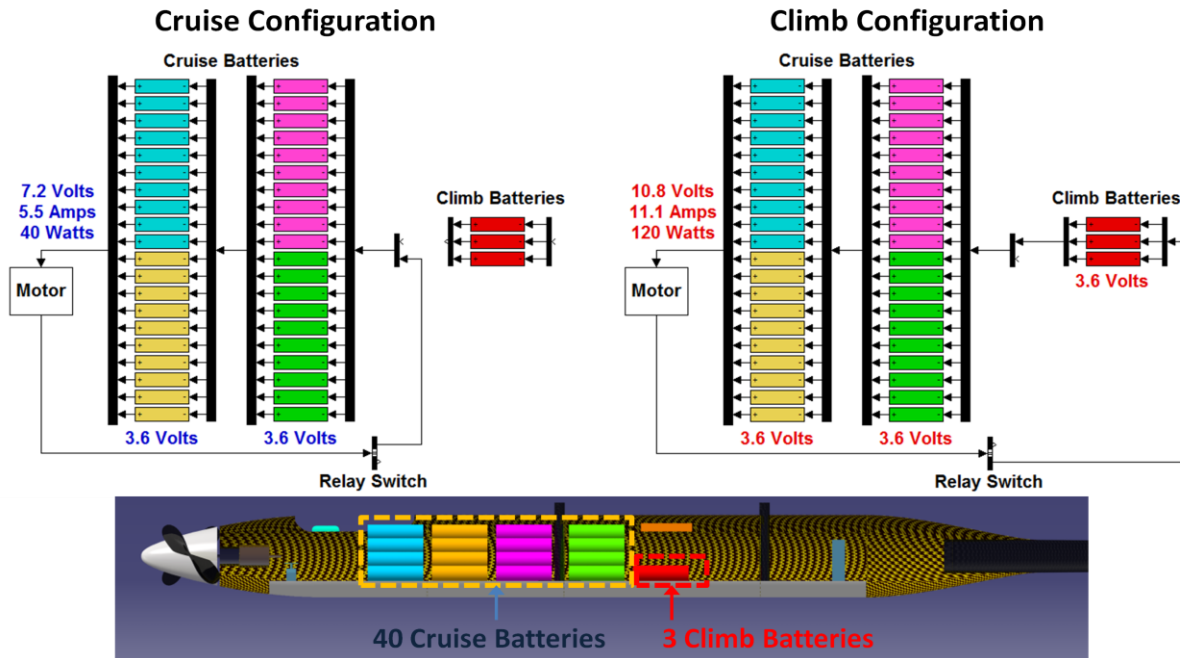 Cruise Configuration
Cruise Batteries
7.2 Volts
5.5 Amps
40 Watts
Motor
Climb Batteries
3.6 Volts
3.6 Volts
Relay Switch
Climb Configuration
Cruise Batteries
10.8 Volts
11.1 Amps
120 Watts
Motor
Climb Batteries
3.6 Volts
3.6 Volts
3.6 Volts
Relay Switch
40 Cruise Batteries
3 Climb Batteries